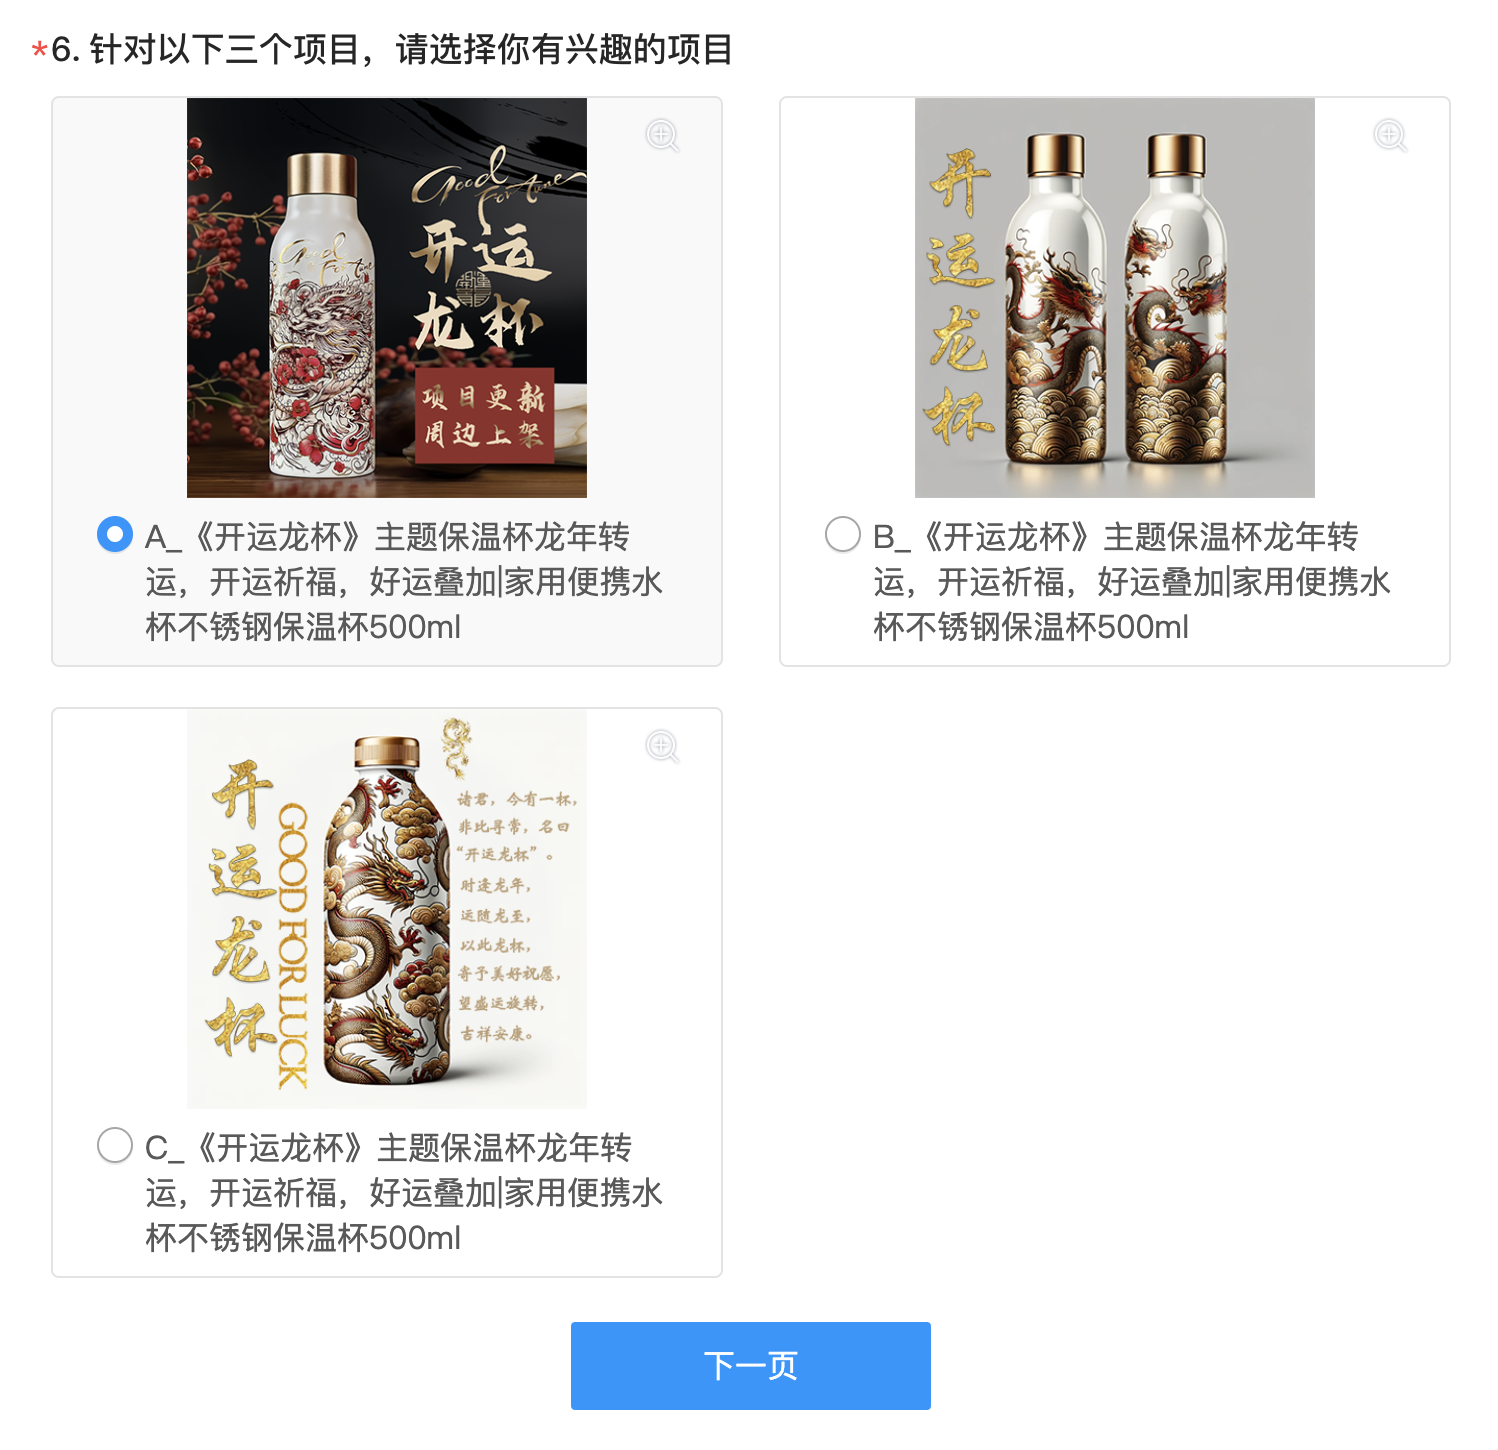 *6. 针对以下三个项目，请选择你有兴趣的项目
Good
Fortune
Good
Fortune
开运
龙杯
项目更新
周边上架
A_《开运龙杯》主题保温杯龙年转
运，开运祈福，好运叠加|家用便携水
杯不锈钢保温杯500ml
开运龙杯
B_《开运龙杯》主题保温杯龙年转
运，开运祈福，好运叠加|家用便携水
杯不锈钢保温杯500ml
开运龙杯
GOOD FOR LUCK
诸君，今有一杯，
非比寻常，名曰
“开运龙杯”。
时逢龙年，
运随龙至，
以此龙杯，
寄予美好祝愿，
望盛运旋转，
吉祥安康。
C_《开运龙杯》主题保温杯龙年转
运，开运祈福，好运叠加|家用便携水
杯不锈钢保温杯500ml
下一页